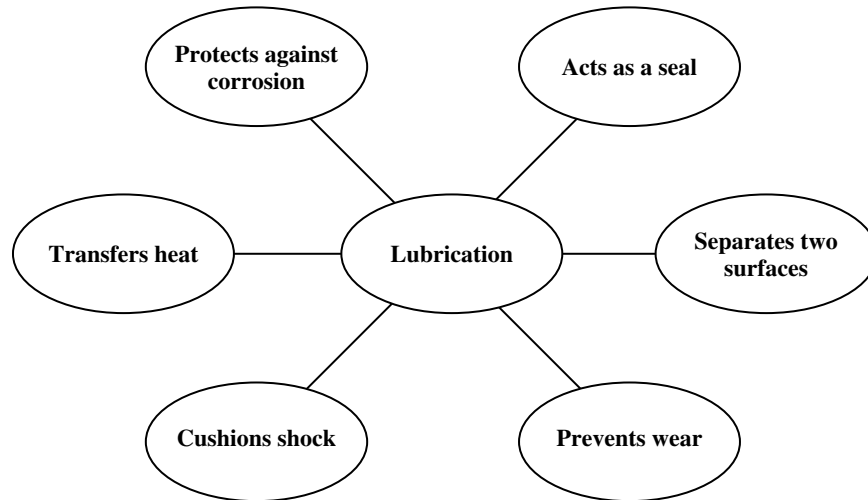 Protects against
corrosion
Acts as a seal
Transfers heat
Lubrication
Separates two
surfaces
Cushions shock
Prevents wear